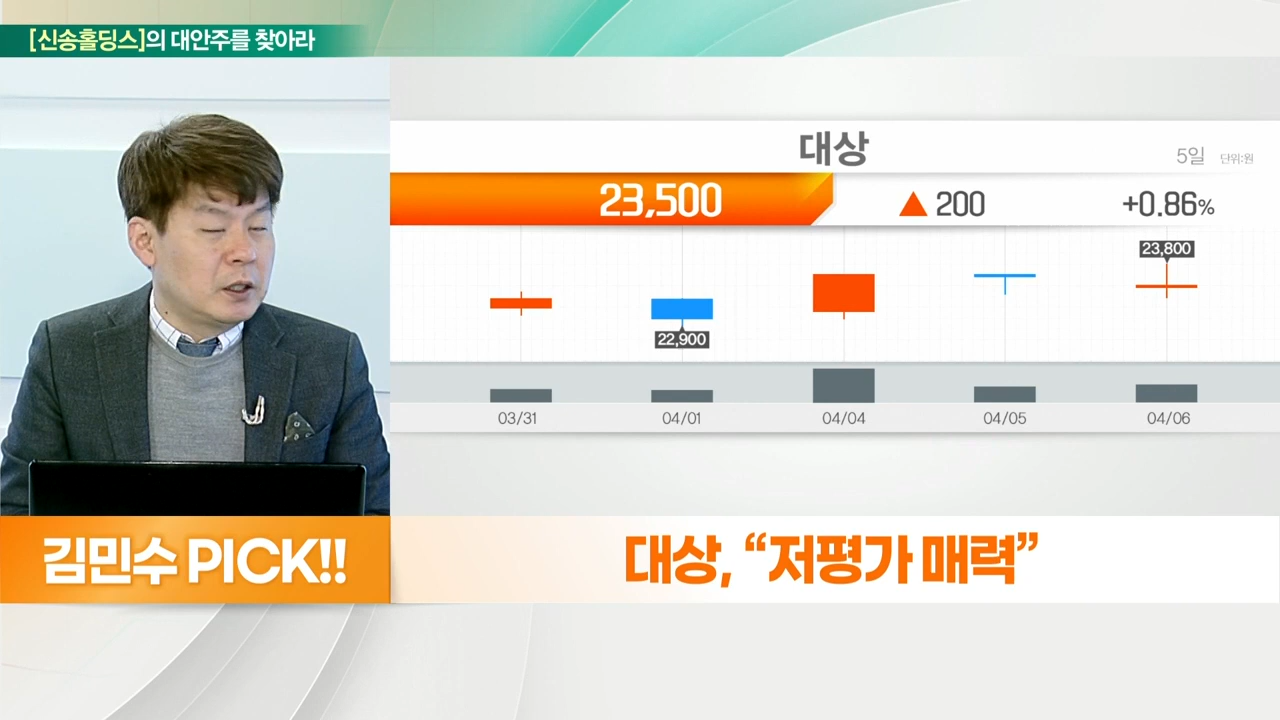 [신송홀딩스]의 대안주를 찾아라
대상
5일 단위:원
23,500 ▲ 200 +0.86%
23,800
22,900
03/31 04/01 04/04 04/05 04/06
김민수 PICK!!
대상, “저평가 매력”